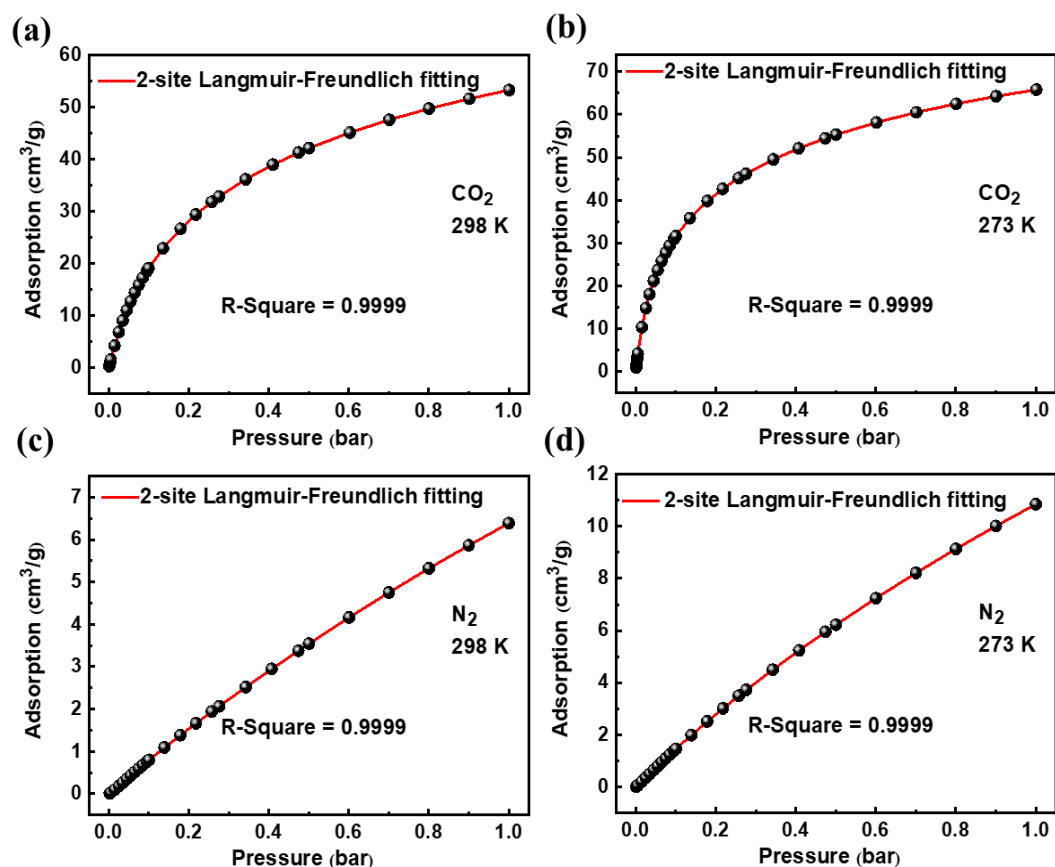 (a)
60
50
40
30
20
10
0
Adsorption (cm³/g)
2-site Langmuir-Freundlich fitting
CO₂
298 K
R-Square = 0.9999
0.0 0.2 0.4 0.6 0.8 1.0
Pressure (bar)
(b)
70
60
50
40
30
20
10
0
Adsorption (cm³/g)
2-site Langmuir-Freundlich fitting
CO₂
273 K
R-Square = 0.9999
0.0 0.2 0.4 0.6 0.8 1.0
Pressure (bar)
(c)
7
6
5
4
3
2
1
0
Adsorption (cm³/g)
2-site Langmuir-Freundlich fitting
N₂
298 K
R-Square = 0.9999
0.0 0.2 0.4 0.6 0.8 1.0
Pressure (bar)
(d)
12
10
8
6
4
2
0
Adsorption (cm³/g)
2-site Langmuir-Freundlich fitting
N₂
273 K
R-Square = 0.9999
0.0 0.2 0.4 0.6 0.8 1.0
Pressure (bar)